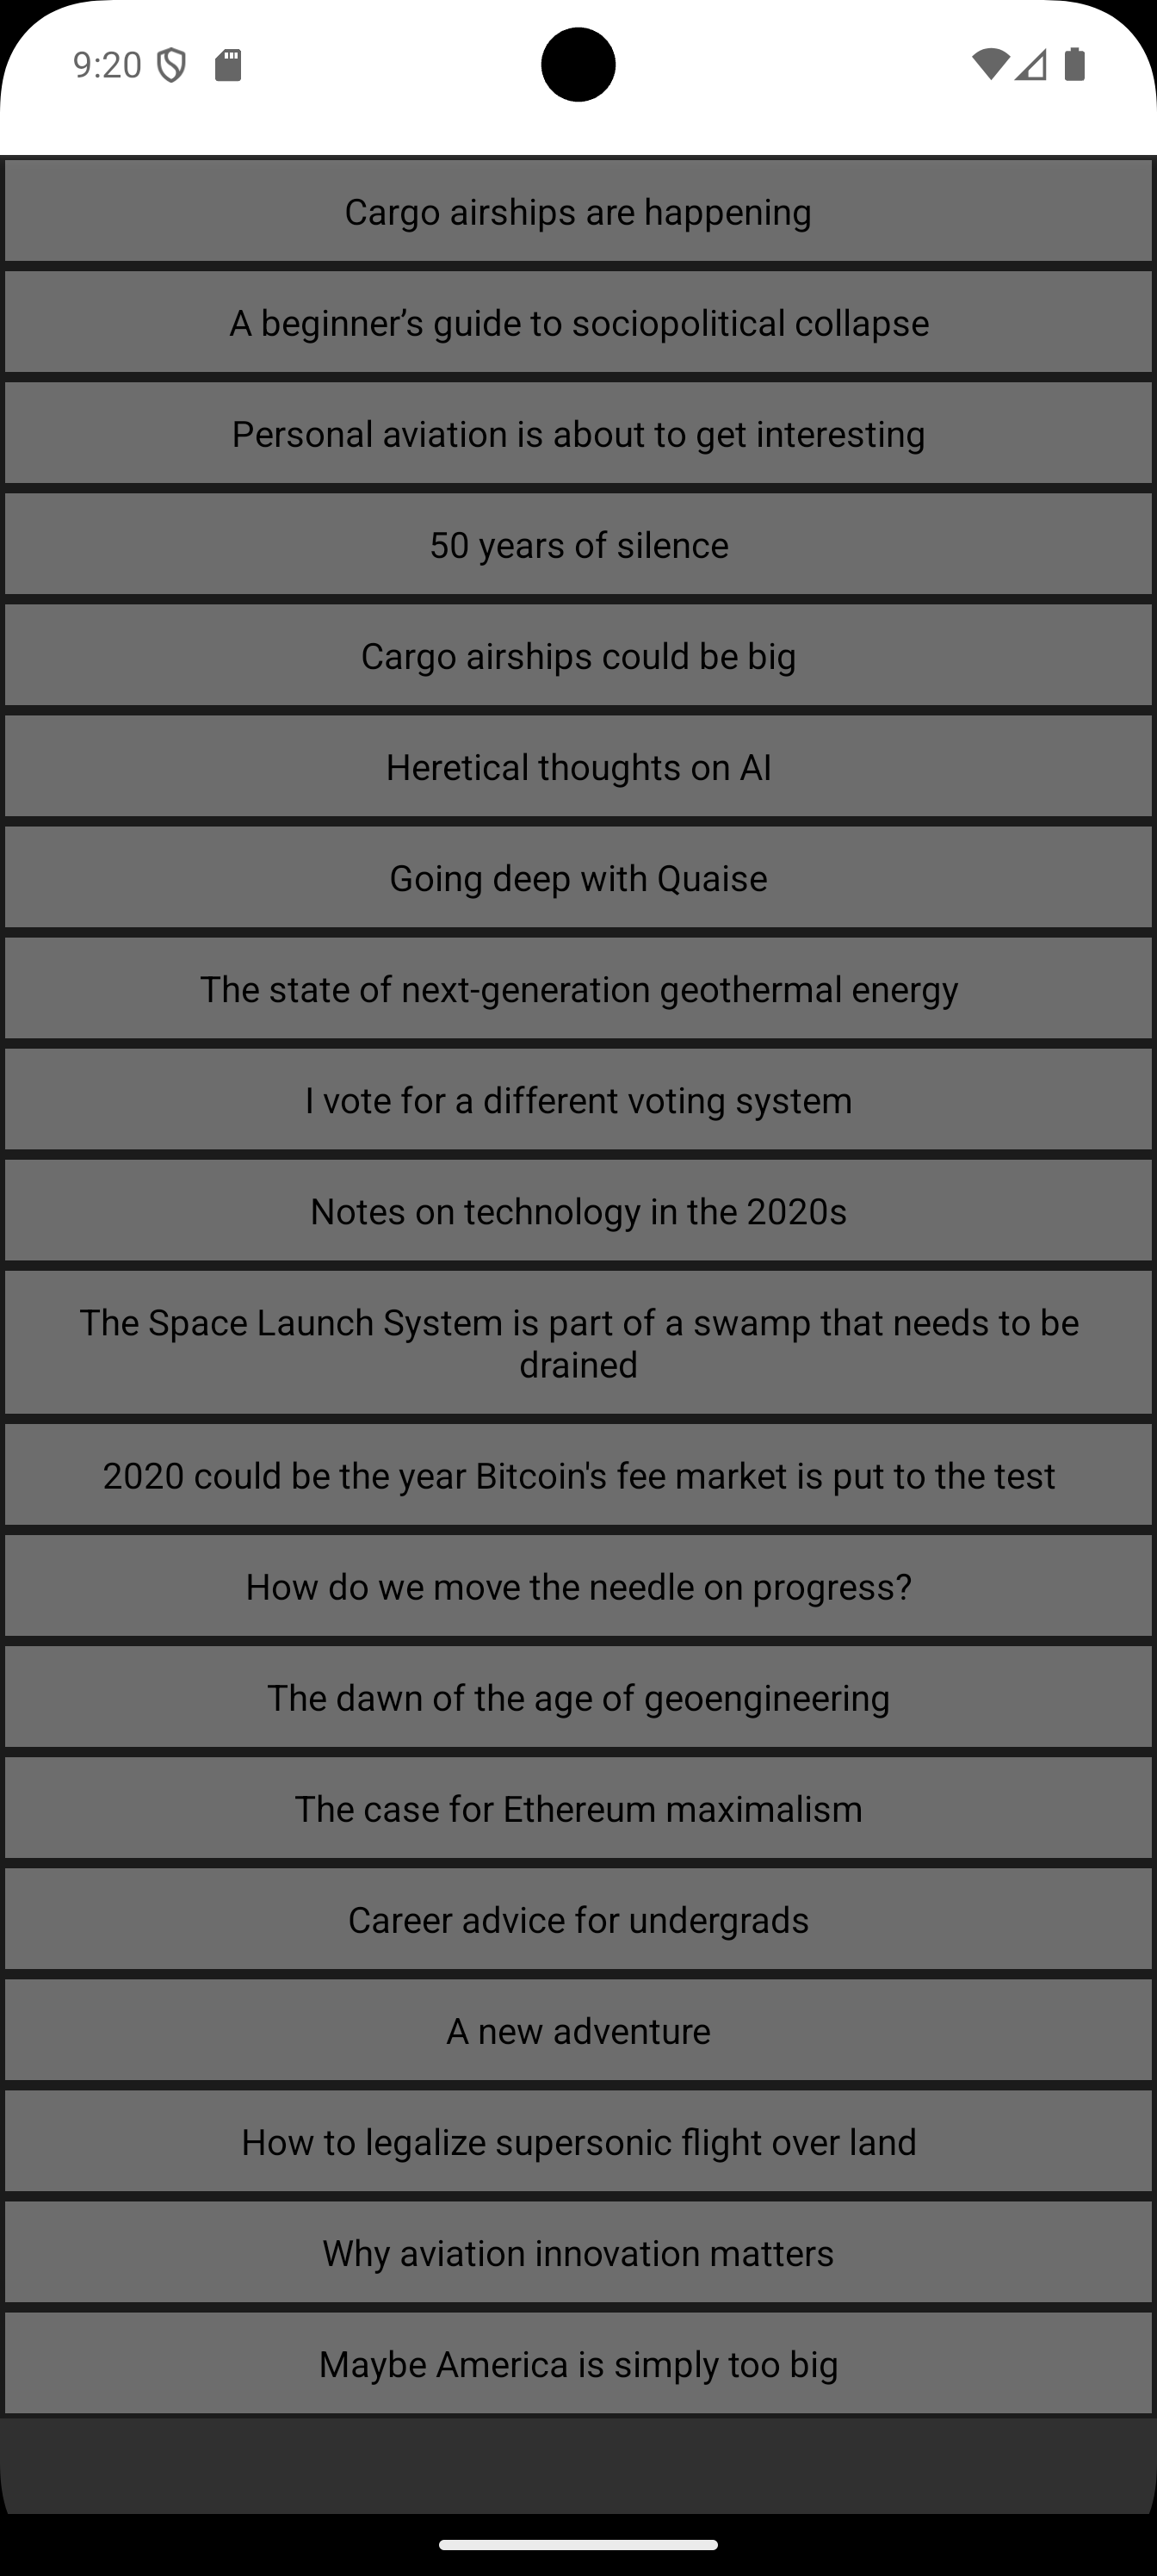 9:20
Cargo airships are happening
A beginner’s guide to sociopolitical collapse
Personal aviation is about to get interesting
50 years of silence
Cargo airships could be big
Heretical thoughts on AI
Going deep with Quaise
The state of next-generation geothermal energy
I vote for a different voting system
Notes on technology in the 2020s
The Space Launch System is part of a swamp that needs to be
drained
2020 could be the year Bitcoin's fee market is put to the test
How do we move the needle on progress?
The dawn of the age of geoengineering
The case for Ethereum maximalism
Career advice for undergrads
A new adventure
How to legalize supersonic flight over land
Why aviation innovation matters
Maybe America is simply too big